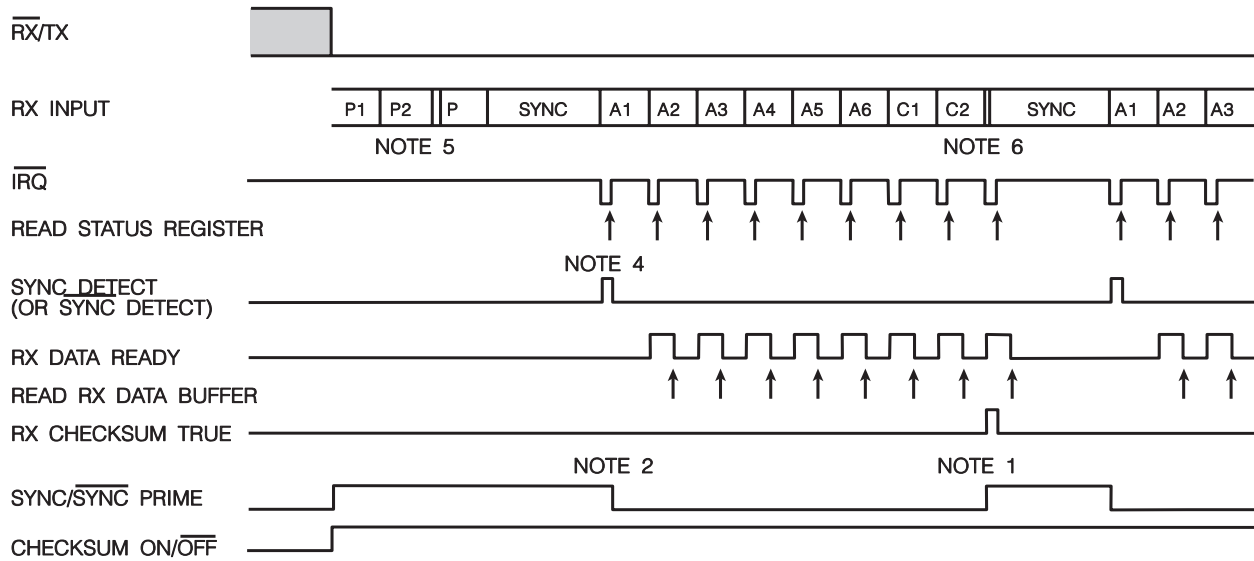 RX/TX
RX INPUT P1 P2 P SYNC A1 A2 A3 A4 A5 A6 C1 C2 SYNC A1 A2 A3
NOTE 5 NOTE 6
IRQ
READ STATUS REGISTER
NOTE 4
SYNC DETECT
(OR SYNC DETECT)
RX DATA READY
READ RX DATA BUFFER
RX CHECKSUM TRUE
NOTE 2 NOTE 1
SYNC/SYNC PRIME
CHECKSUM ON/OFF